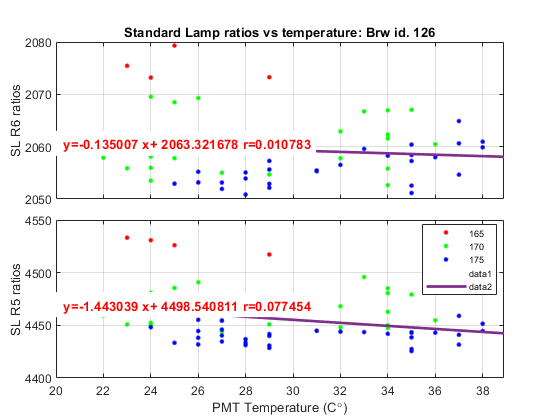 Standard Lamp ratios vs temperature: Brw id. 126
2080
2070
2060
2050
SL R6 ratios
y=-0.135007 x+ 2063.321678 r=0.010783
4550
4500
4450
4400
SL R5 ratios
165
170
175
data1
data2
y=-1.443039 x+ 4498.540811 r=0.077454
20 22 24 26 28 30 32 34 36 38
PMT Temperature (C°)